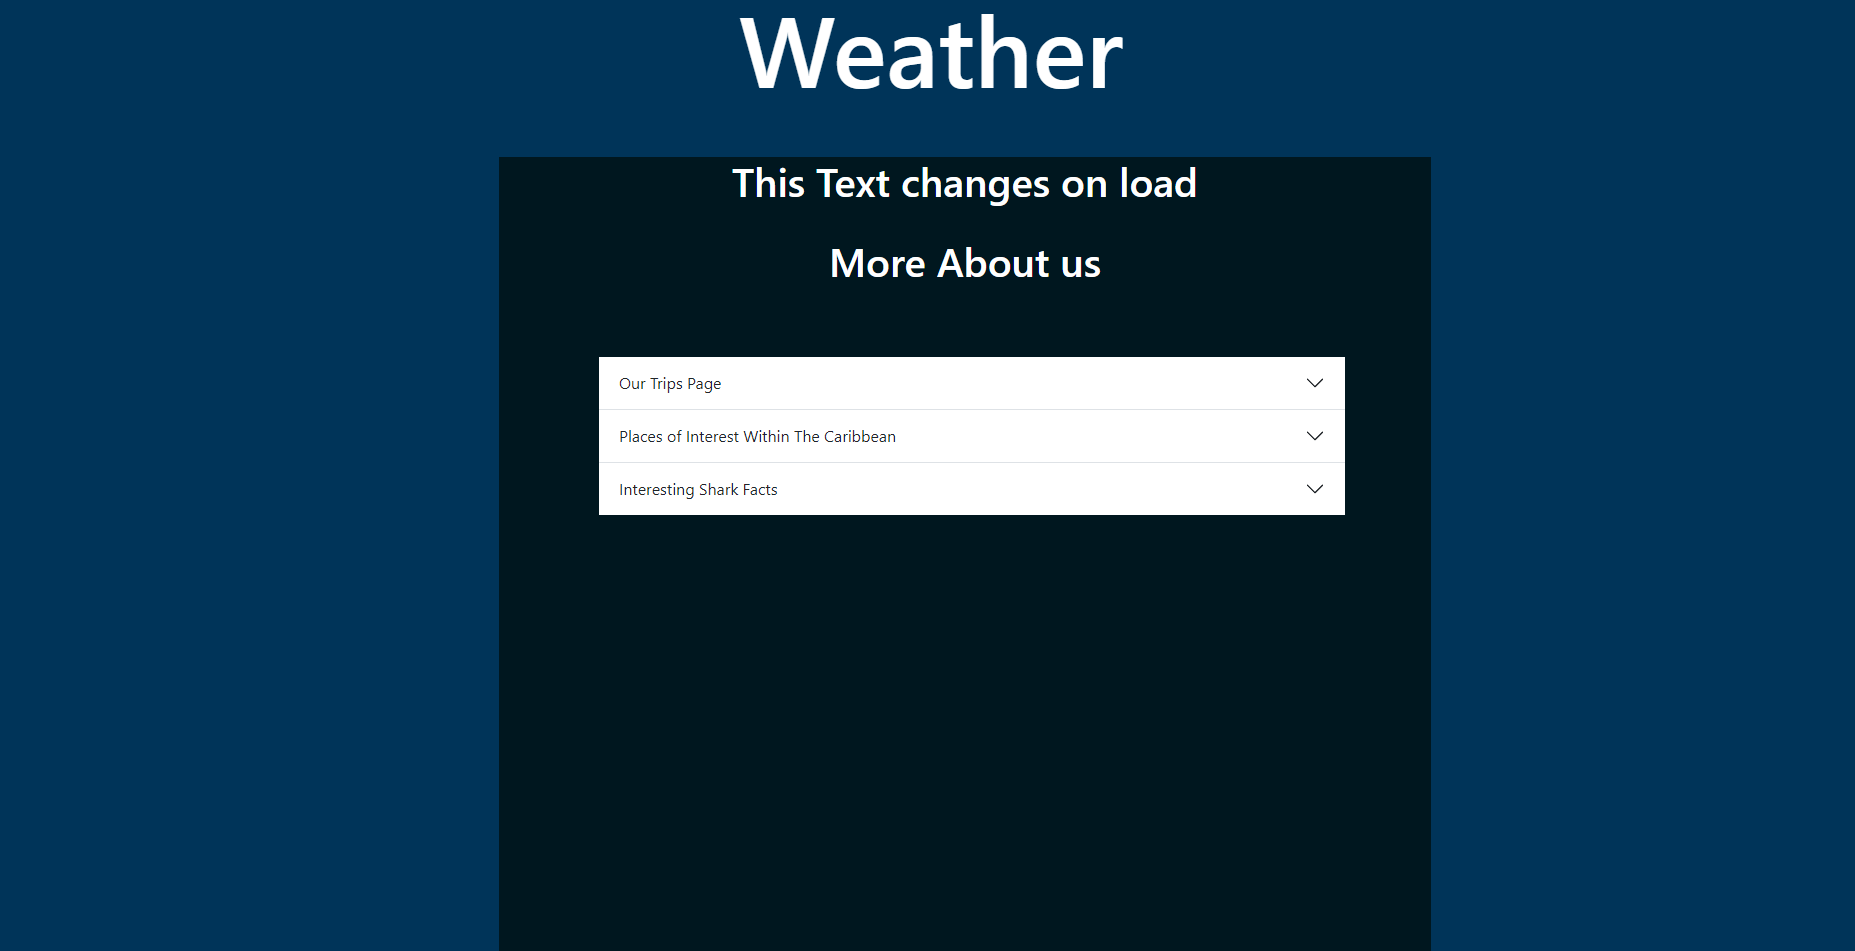 Weather
This Text changes on load
More About us
Our Trips Page
Places of Interest Within The Caribbean
Interesting Shark Facts